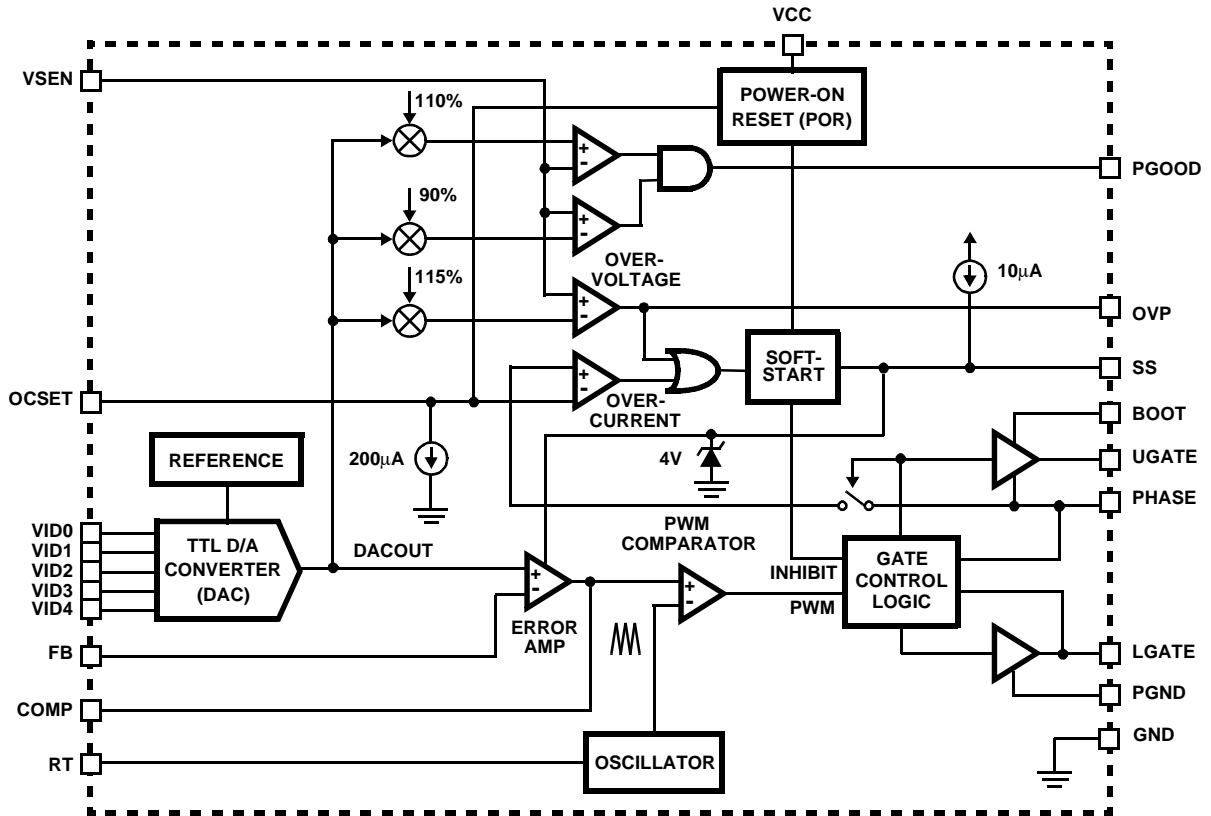 VCC
VSEN
POWER-ON
RESET (POR)
110%
+
-
PGOOD
90%
+
-
OVER-
VOLTAGE
10μA
115%
+
-
OVP
SOFT-
START
SS
+
-
OCSET
OVER-
CURRENT
BOOT
REFERENCE
200μA
4V
UGATE
PHASE
VID0
VID1
VID2
VID3
VID4
TTL D/A
CONVERTER
(DAC)
DACOUT
PWM
COMPARATOR
+
-
+
-
INHIBIT
PWM
GATE
CONTROL
LOGIC
ERROR
AMP
FB
LGATE
COMP
PGND
GND
RT
OSCILLATOR